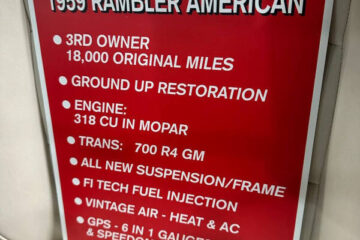 1959 RAMBLER AMERICAN
• 3RD OWNER
18,000 ORIGINAL MILES
• GROUND UP RESTORATION
• ENGINE:
318 CU IN MOPAR
• TRANS: 700 R4 GM
• ALL NEW SUSPENSION/FRAME
• FI TECH FUEL INJECTION
• VINTAGE AIR - HEAT & AC
• GPS - 6 IN 1 GAUGE
& SPEEDO